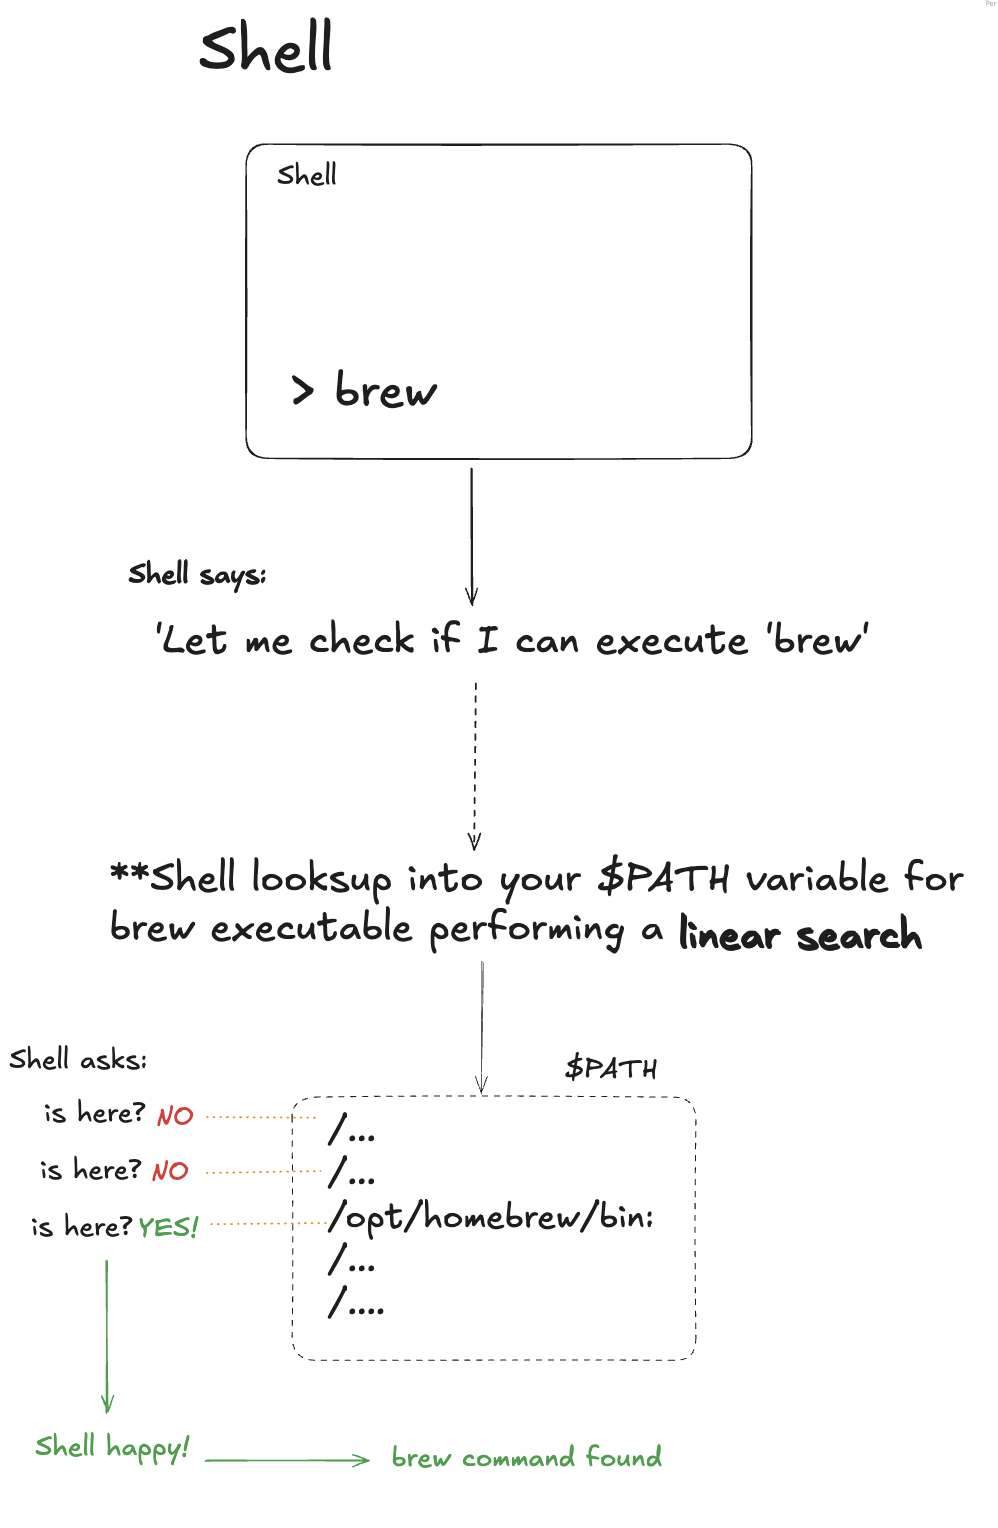 Shell
Shell
> brew
Shell says:
'Let me check if I can execute 'brew'
**Shell looksup into your $PATH variable for
brew executable performing a linear search
Shell asks:
$PATH
is here? NO
/...
is here? NO
/...
is here? YES!
/opt/homebrew/bin:
/...
/....
Shell happy!
brew command found